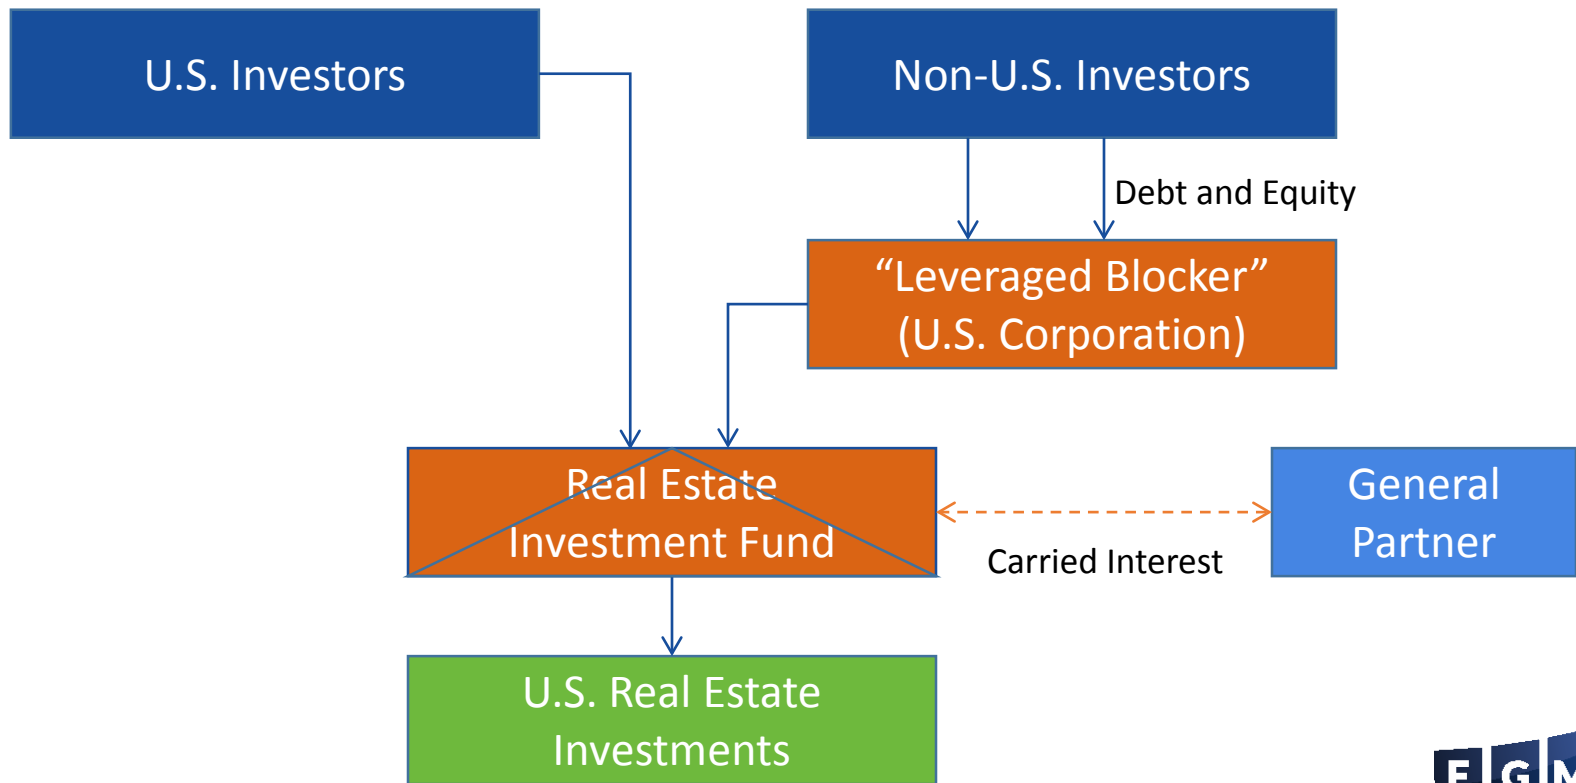 U.S. Investors
Non-U.S. Investors
Debt and Equity
“Leveraged Blocker”
(U.S. Corporation)
Real Estate
Investment Fund
Carried Interest
General
Partner
U.S. Real Estate
Investments
EGM